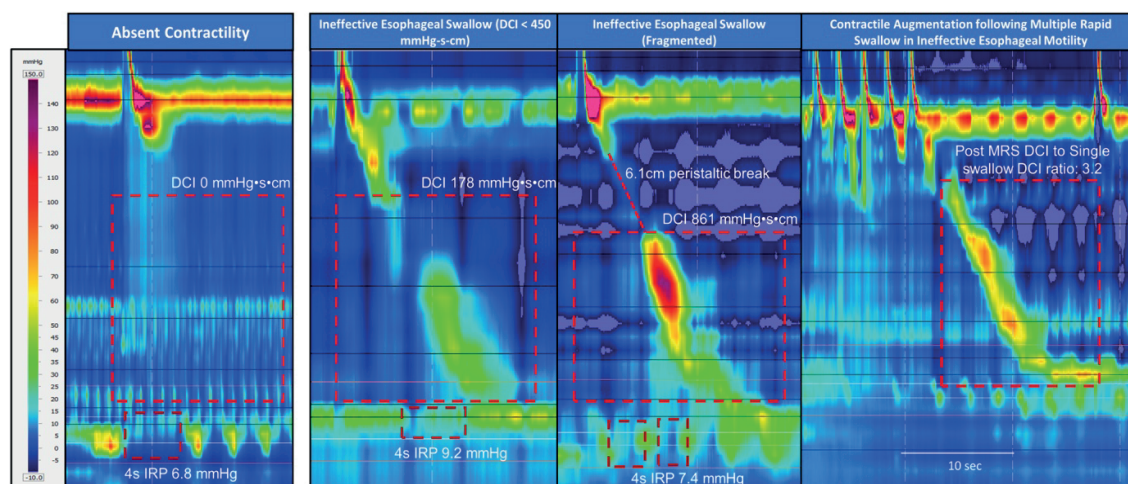 Absent Contractility
Ineffective Esophageal Swallow (DCI < 450
mmHg-s-cm)
Ineffective Esophageal Swallow
(Fragmented)
Contractile Augmentation following Multiple Rapid
Swallow in Ineffective Esophageal Motility
mmHg
150.0
140
130
120
110
100
90
80
70
60
50
45
40
35
30
25
20
15
10
5
0
-5
-10.0
DCI 0 mmHg•s•cm
4s IRP 6.8 mmHg
DCI 178 mmHg•s•cm
4s IRP 9.2 mmHg
6.1cm peristaltic break
DCI 861 mmHg•s•cm
4s IRP 7.4 mmHg
Post MRS DCI to Single
swallow DCI ratio: 3.2
10 sec